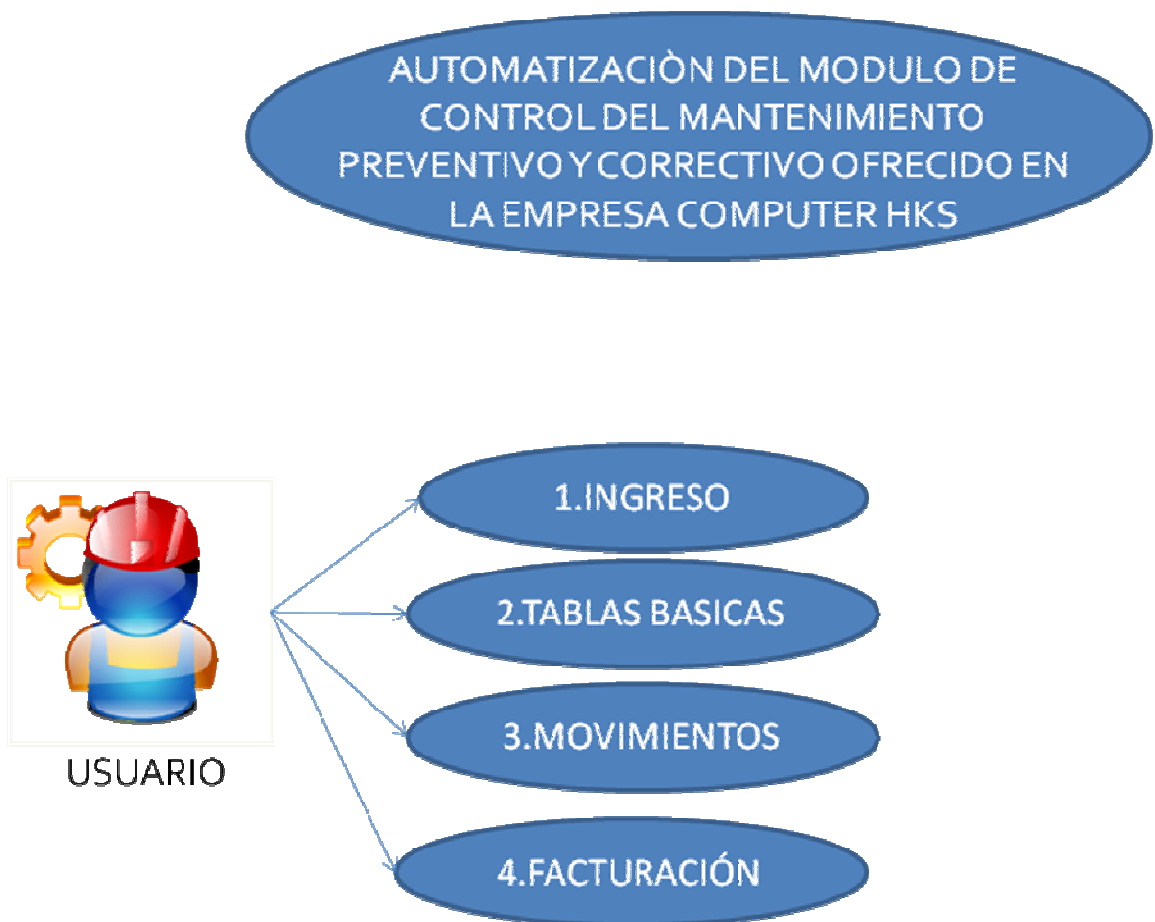 AUTOMATIZACIÒN DEL MODULO DE
CONTROL DEL MANTENIMIENTO
PREVENTIVO Y CORRECTIVO OFRECIDO EN
LA EMPRESA COMPUTER HKS
1.INGRESO
2.TABLAS BASICAS
3.MOVIMIENTOS
USUARIO
4.FACTURACIÓN